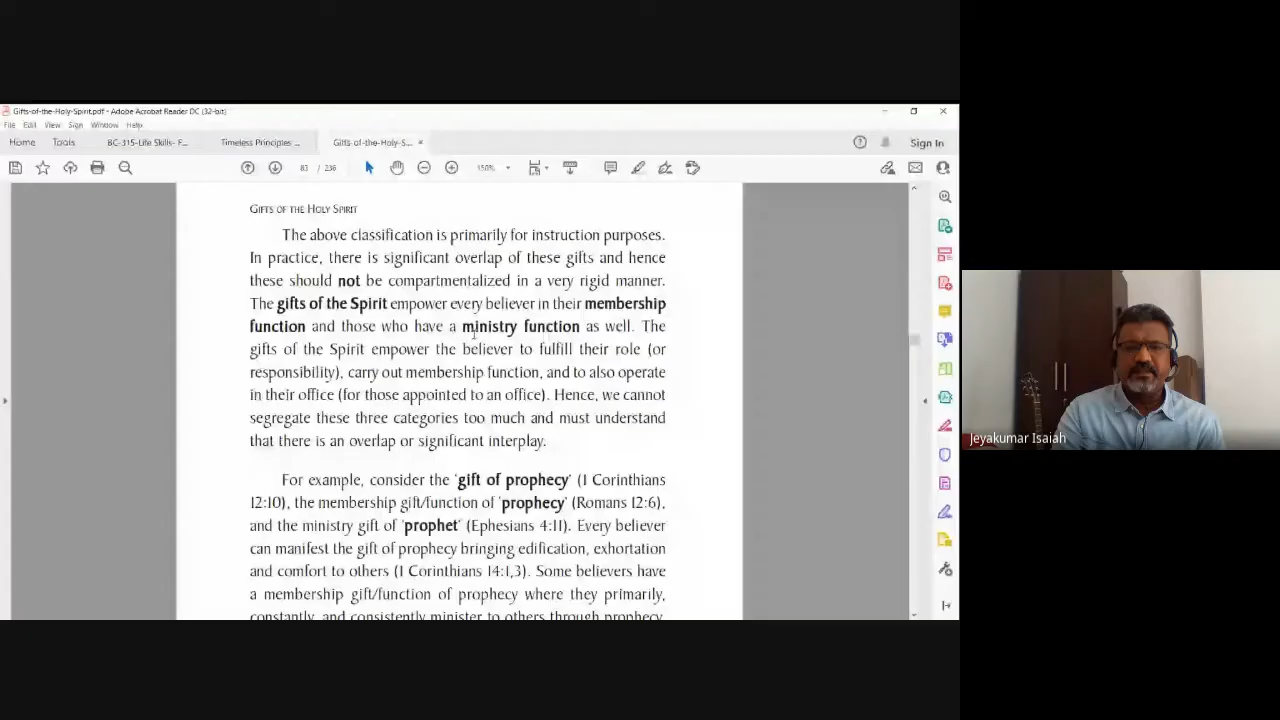 Gifts-of-the-Holy-Spirit.pdf - Adobe Acrobat Reader DC (32-bit)
File Edit View Sign Window Help
Home Tools BC-315-Life Skills- F... Timeless Principles ... Gifts-of-the-Holy-S... × Sign In
83 / 236 150%
GIFTS OF THE HOLY SPIRIT
The above classification is primarily for instruction purposes.
In practice, there is significant overlap of these gifts and hence
these should not be compartmentalized in a very rigid manner.
The gifts of the Spirit empower every believer in their membership
function and those who have a ministry function as well. The
gifts of the Spirit empower the believer to fulfill their role (or
responsibility), carry out membership function, and to also operate
in their office (for those appointed to an office). Hence, we cannot
segregate these three categories too much and must understand
that there is an overlap or significant interplay.
For example, consider the 'gift of prophecy' (1 Corinthians
12:10), the membership gift/function of 'prophecy' (Romans 12:6),
and the ministry gift of 'prophet' (Ephesians 4:11). Every believer
can manifest the gift of prophecy bringing edification, exhortation
and comfort to others (1 Corinthians 14:1,3). Some believers have
a membership gift/function of prophecy where they primarily,
constantly, and consistently minister to others through prophecy.
Jeyakumar Isaiah